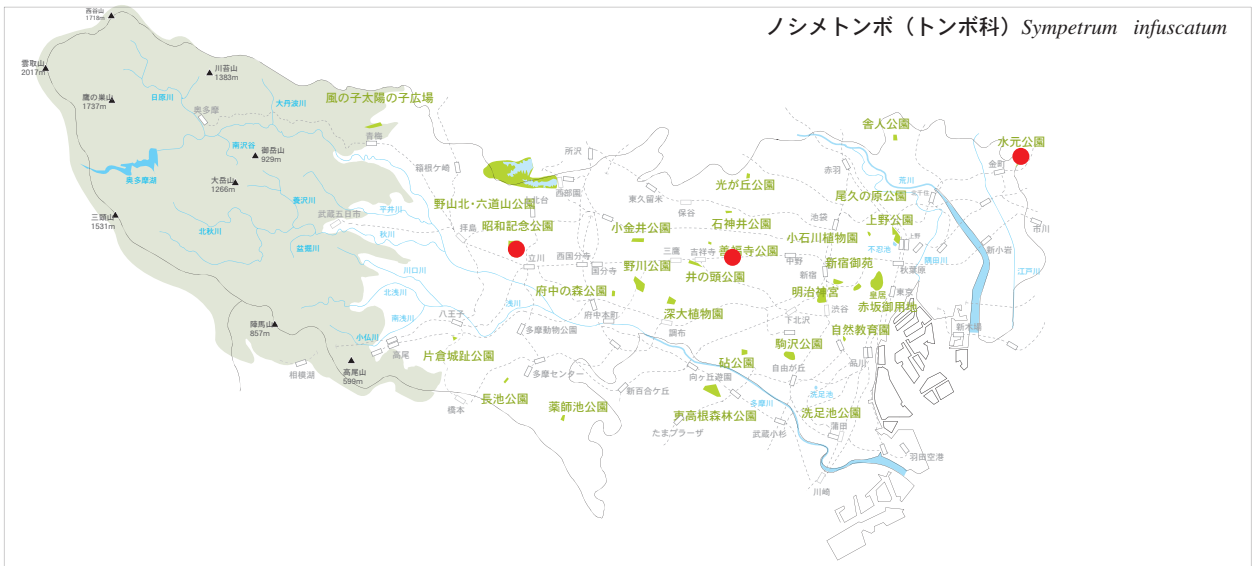 ノシメトンボ（トンボ科）Sympetrum infuscatum
酉谷山
1718m
雲取山
2017m
鷹の巣山
1737m
川苔山
1383m
日原川
奥多摩
大丹波川
風の子太陽の子広場
青梅
南沢谷
御岳山
929m
奥多摩湖
大岳山
1266m
養沢川
三頭山
1531m
北秋川
武蔵五日市
平井川
秋川
益堀川
箱根ケ崎
所沢
北台
西郎園
野山北・六道山公園
昭和記念公園
拝島
立川
西国分寺
国分寺
東久留米
保谷
小金井公園
野川公園
三鷹
吉祥寺
善福寺公園
井の頭公園
光が丘公園
石神井公園
舎人公園
水元公園
金町
赤羽
荒川
北千住
尾久の原公園
上野公園
池袋
小石川植物園
不忍池
上野
隅田川
新小岩
市川
江戸川
中野
新宿
新宿御苑
秋葉原
明治神宮
皇居
東京
渋谷
赤坂御用地
自然教育園
新木場
下北沢
駒沢公園
自由が丘
品川
砧公園
深大植物園
調布
府中の森公園
府中本町
川口川
北浅川
南浅川
浅川
八王子
多摩動物公園
陣馬山
857m
小仏川
高尾
高尾山
599m
相模湖
片倉城趾公園
多摩センター
長池公園
橋本
薬師池公園
新百合ケ丘
向ヶ丘遊園
多摩川
東高根森林公園
たまプラーザ
武蔵小杉
洗足池
洗足池公園
蒲田
羽田空港
川崎